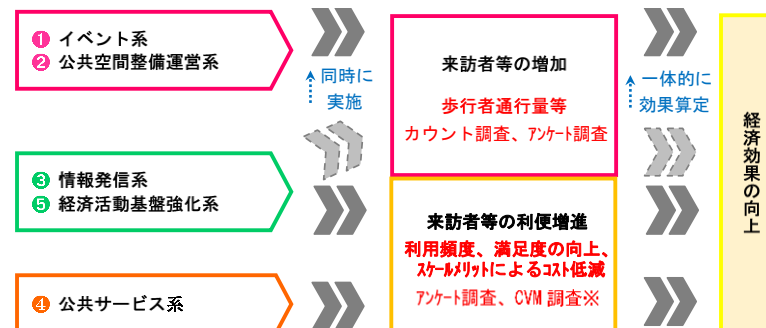 ❶ イベント系
❷ 公共空間整備運営系
同時に
実施
来訪者等の増加
歩行者通行量等
カウント調査、ｱﾝｹｰﾄ調査
一体的に
効果算定
❸ 情報発信系
❺ 経済活動基盤強化系
来訪者等の利便増進
利用頻度、満足度の向上、
ｽｹｰﾙﾒﾘｯﾄによるｺｽﾄ低減
ｱﾝｹｰﾄ調査、CVM 調査※
❹ 公共サービス系
経済効果の向上